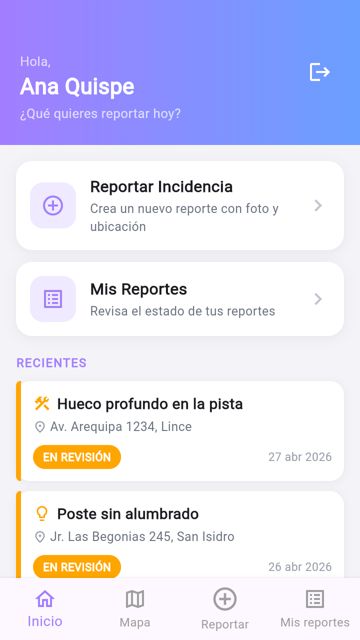 Hola,
Ana Quispe
¿Qué quieres reportar hoy?
Reportar Incidencia
Crea un nuevo reporte con foto y
ubicación
Mis Reportes
Revisa el estado de tus reportes
RECIENTES
Hueco profundo en la pista
Av. Arequipa 1234, Lince
EN REVISIÓN
27 abr 2026
Poste sin alumbrado
Jr. Las Begonias 245, San Isidro
EN REVISIÓN
26 abr 2026
Inicio
Mapa
Reportar
Mis reportes